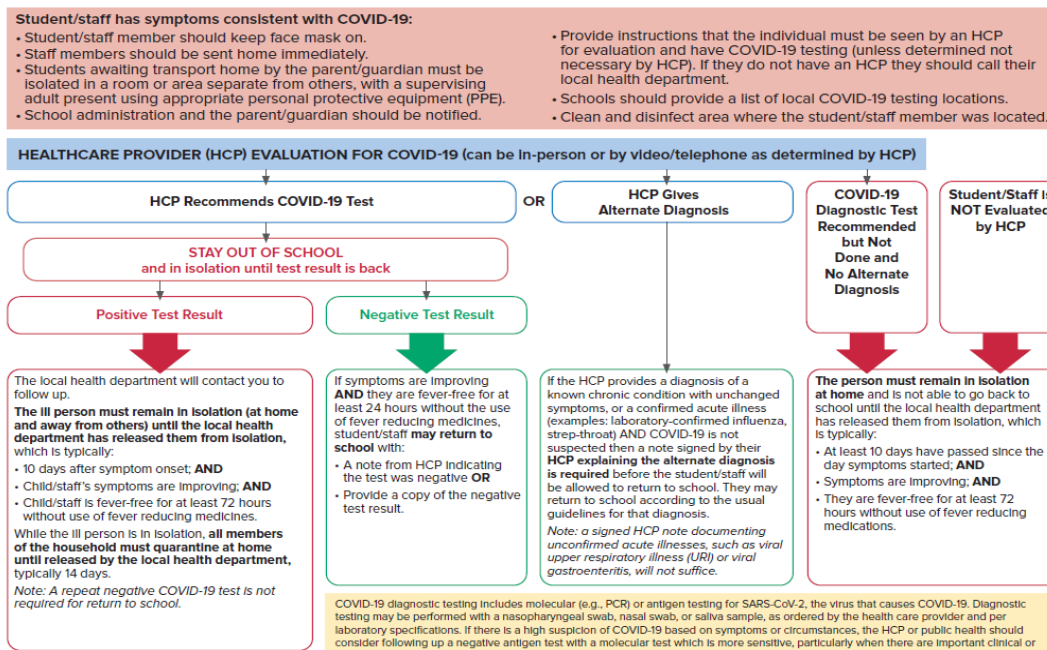 Student/staff has symptoms consistent with COVID-19:
• Student/staff member should keep face mask on.
• Staff members should be sent home immediately.
• Students awaiting transport home by the parent/guardian must be
isolated in a room or area separate from others, with a supervising
adult present using appropriate personal protective equipment (PPE).
• School administration and the parent/guardian should be notified.
• Provide instructions that the individual must be seen by an HCP
for evaluation and have COVID-19 testing (unless determined not
necessary by HCP). If they do not have an HCP they should call their
local health department.
• Schools should provide a list of local COVID-19 testing locations.
• Clean and disinfect area where the student/staff member was located.
HEALTHCARE PROVIDER (HCP) EVALUATION FOR COVID-19 (can be in-person or by video/telephone as determined by HCP)
HCP Recommends COVID-19 Test
OR
HCP Gives
Alternate Diagnosis
COVID-19
Diagnostic Test
Recommended
but Not
Done and
No Alternate
Diagnosis
Student/Staff Is
NOT Evaluated
by HCP
STAY OUT OF SCHOOL
and in isolation until test result is back
Positive Test Result
Negative Test Result
The local health department will contact you to
follow up.
The ill person must remain in isolation (at home
and away from others) until the local health
department has released them from isolation,
which is typically:
• 10 days after symptom onset; AND
• Child/staff's symptoms are improving; AND
• Child/staff is fever-free for at least 72 hours
without use of fever reducing medicines.
While the ill person is in isolation, all members
of the household must quarantine at home
until released by the local health department,
typically 14 days.
Note: A repeat negative COVID-19 test is not
required for return to school.
If symptoms are improving
AND they are fever-free for at
least 24 hours without the use
of fever reducing medicines,
student/staff may return to
school with:
• A note from HCP indicating
the test was negative OR
• Provide a copy of the negative
test result.
If the HCP provides a diagnosis of a
known chronic condition with unchanged
symptoms, or a confirmed acute illness
(examples: laboratory-confirmed influenza,
strep-throat) AND COVID-19 is not
suspected then a note signed by their
HCP explaining the alternate diagnosis
is required before the student/staff will
be allowed to return to school. They may
return to school according to the usual
guidelines for that diagnosis.
Note: a signed HCP note documenting
unconfirmed acute illnesses, such as viral
upper respiratory illness (URI) or viral
gastroenteritis, will not suffice.
The person must remain in isolation
at home and is not able to go back to
school until the local health department
has released them from isolation, which
is typically:
• At least 10 days have passed since the
day symptoms started; AND
• Symptoms are improving; AND
• They are fever-free for at least 72
hours without use of fever reducing
medications.
COVID-19 diagnostic testing includes molecular (e.g., PCR) or antigen testing for SARS-CoV-2, the virus that causes COVID-19. Diagnostic
testing may be performed with a nasopharyngeal swab, nasal swab, or saliva sample, as ordered by the health care provider and per
laboratory specifications. If there is a high suspicion of COVID-19 based on symptoms or circumstances, the HCP or public health should
consider following up a negative antigen test with a molecular test which is more sensitive, particularly when there are important clinical or